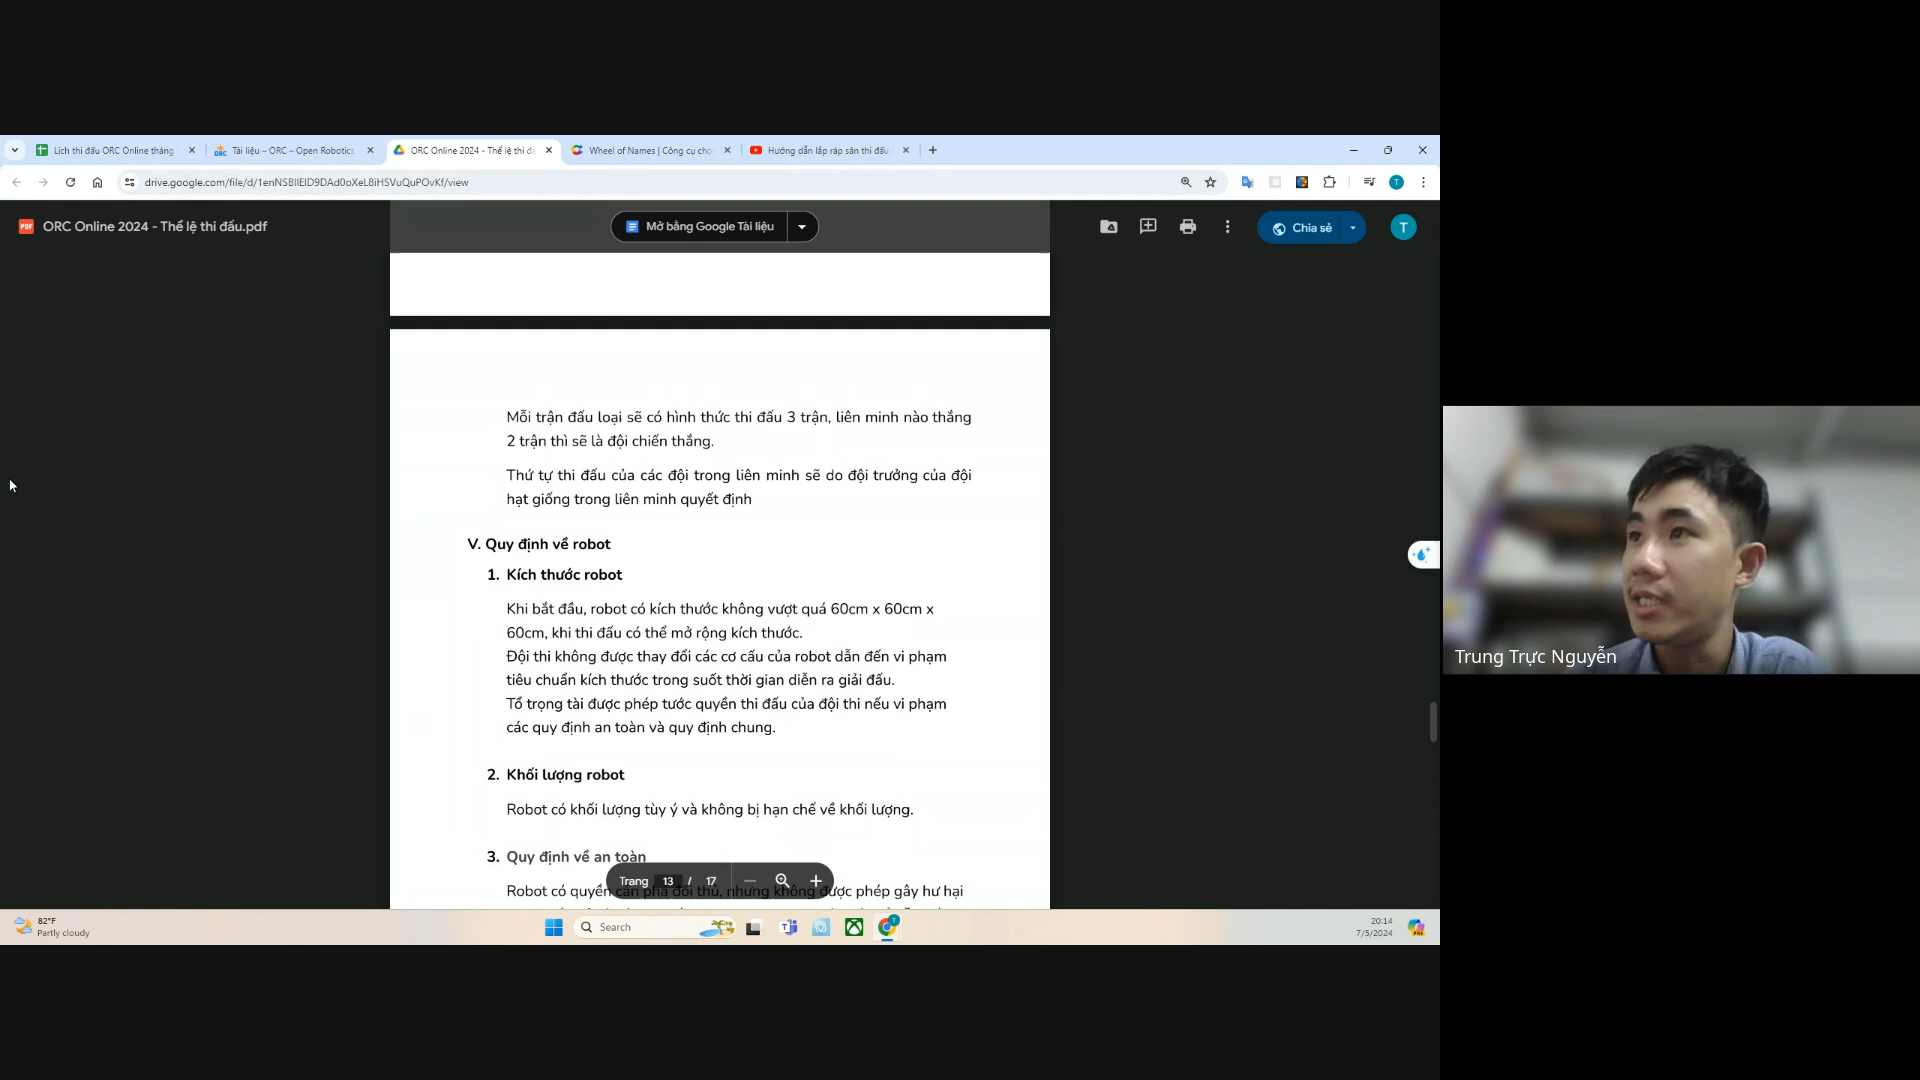 Lịch thi đấu ORC Online tháng
Tài liệu – ORC – Open Robotics
ORC Online 2024 - Thể lệ thi đấ
Wheel of Names | Công cụ chọ
Hướng dẫn lắp ráp sân thi đấu
drive.google.com/file/d/1enNSBIlEID9DAd0oXeL8iHSVuQuPOvKf/view
PDF ORC Online 2024 - Thể lệ thi đấu.pdf
Mở bằng Google Tài liệu
Chia sẻ
T
Mỗi trận đấu loại sẽ có hình thức thi đấu 3 trận, liên minh nào thắng
2 trận thì sẽ là đội chiến thắng.
Thứ tự thi đấu của các đội trong liên minh sẽ do đội trưởng của đội
hạt giống trong liên minh quyết định
V. Quy định về robot
1. Kích thước robot
Khi bắt đầu, robot có kích thước không vượt quá 60cm x 60cm x
60cm, khi thi đấu có thể mở rộng kích thước.
Đội thi không được thay đổi các cơ cấu của robot dẫn đến vi phạm
tiêu chuẩn kích thước trong suốt thời gian diễn ra giải đấu.
Tổ trọng tài được phép tước quyền thi đấu của đội thi nếu vi phạm
các quy định an toàn và quy định chung.
2. Khối lượng robot
Robot có khối lượng tùy ý và không bị hạn chế về khối lượng.
3. Quy định về an toàn
Robot có quyền cản phá đối thủ, nhưng không được phép gây hư hại
Trang 13 / 17
Trung Trực Nguyễn
82°F
Partly cloudy
Search
20:14
7/5/2024